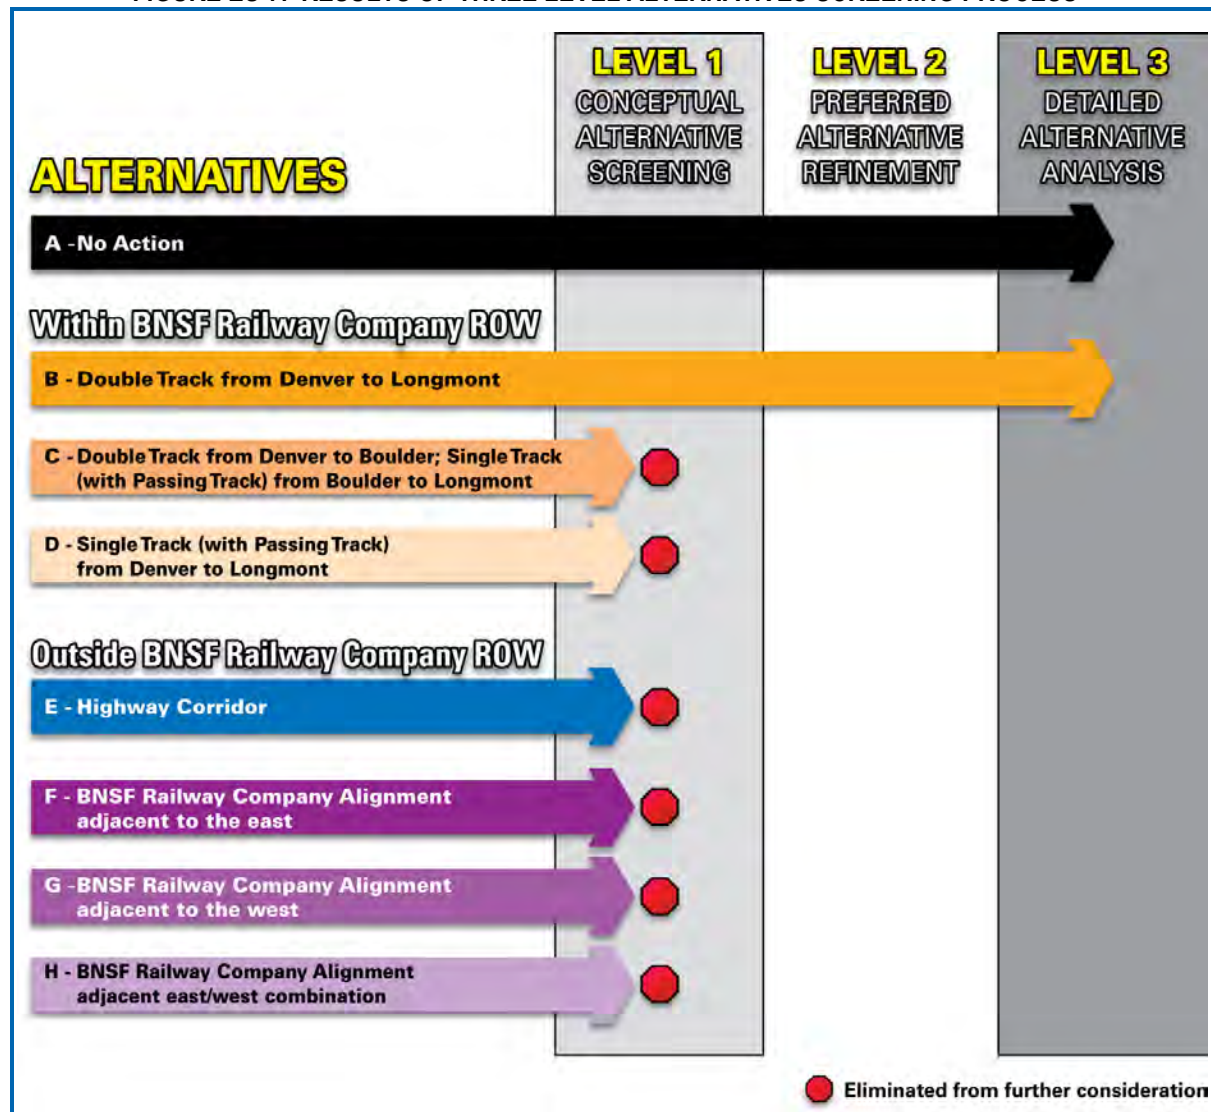 LEVEL 1
CONCEPTUAL
ALTERNATIVE
SCREENING
LEVEL 2
PREFERRED
ALTERNATIVE
REFINEMENT
LEVEL 3
DETAILED
ALTERNATIVE
ANALYSIS
ALTERNATIVES
A -No Action
Within BNSF Railway Company ROW
B - Double Track from Denver to Longmont
C - Double Track from Denver to Boulder; Single Track
(with Passing Track) from Boulder to Longmont
D - Single Track (with Passing Track)
from Denver to Longmont
Outside BNSF Railway Company ROW
E - Highway Corridor
F - BNSF Railway Company Alignment
adjacent to the east
G -BNSF Railway Company Alignment
adjacent to the west
H - BNSF Railway Company Alignment
adjacent east/west combination
Eliminated from further consideration